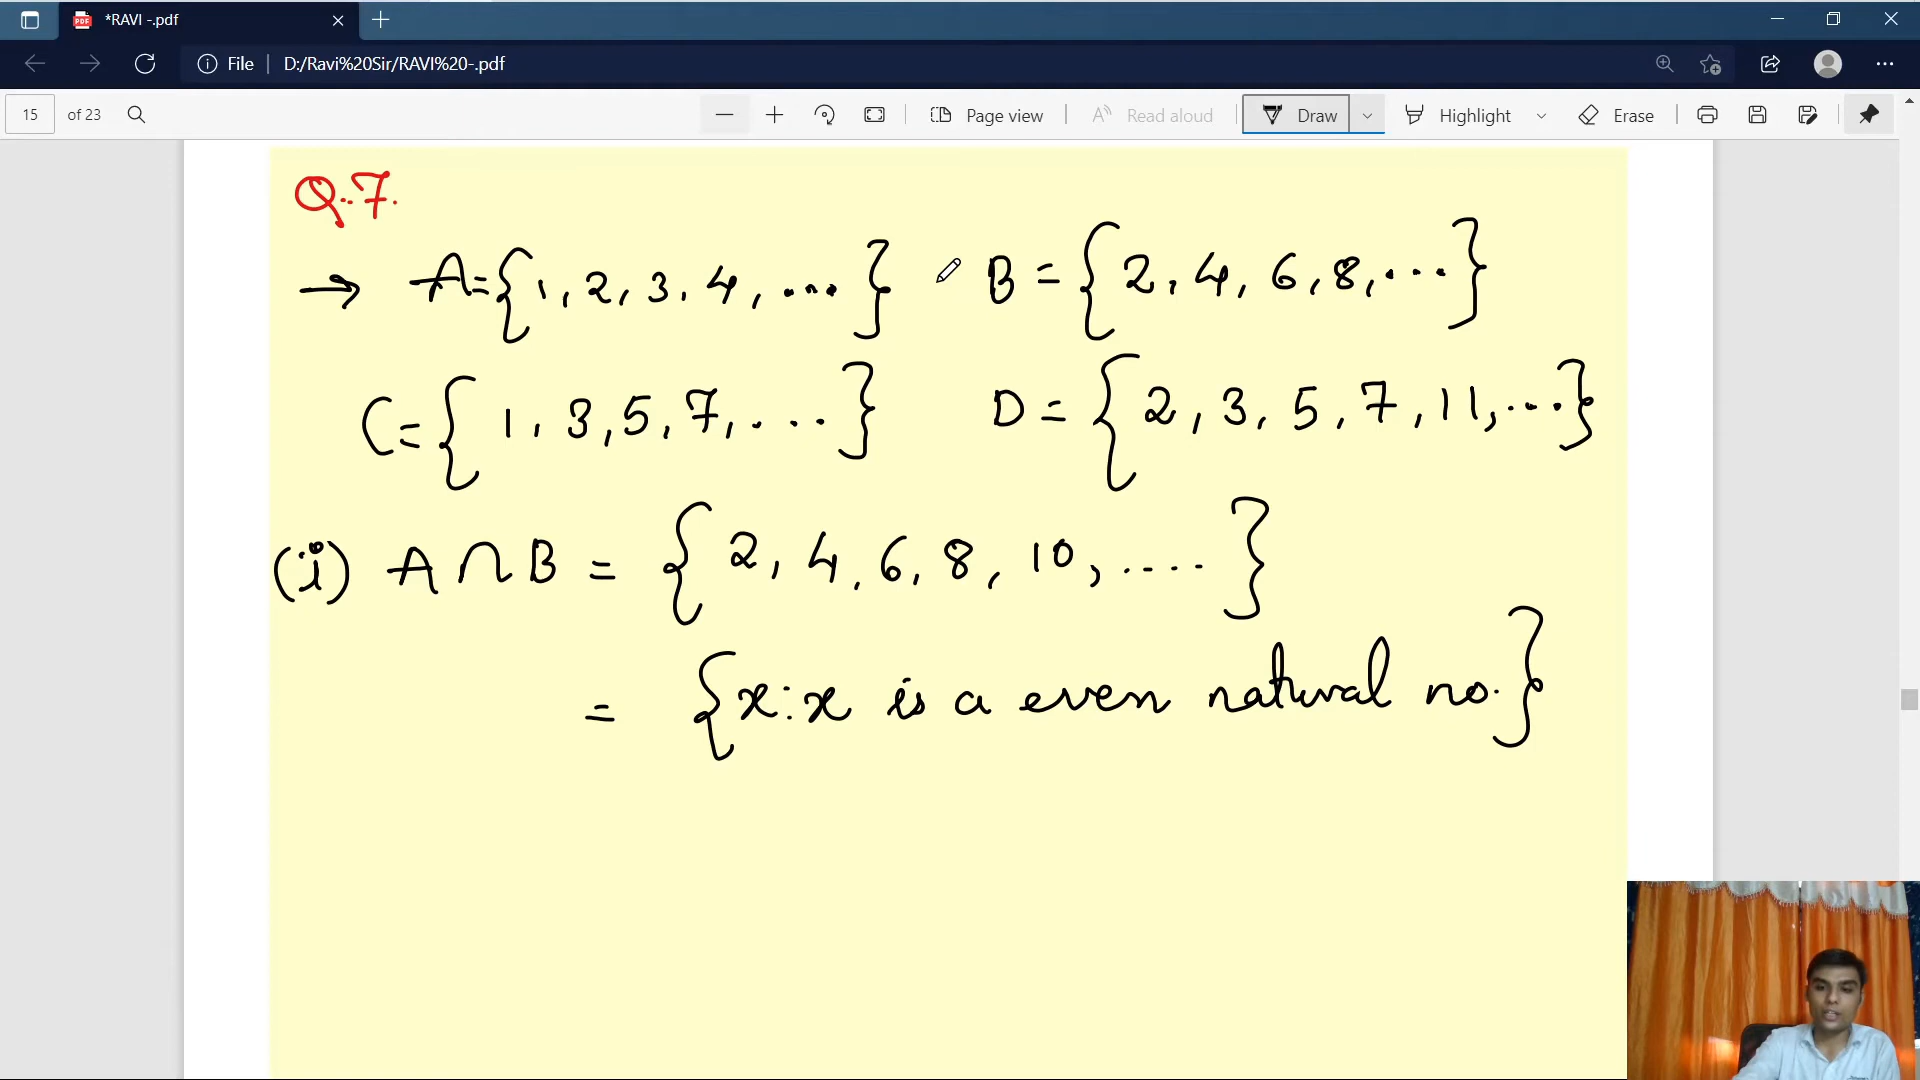 *RAVI -.pdf
File D:/Ravi%20Sir/RAVI%20-.pdf
15 of 23 Page view Read aloud Draw Highlight Erase
Q.7.
→ A={1, 2, 3, 4, ...} B = {2, 4, 6, 8, ...}
C={1, 3, 5, 7, ...} D = {2, 3, 5, 7, 11, ...}
(i) A ∩ B = {2, 4, 6, 8, 10, ....}
= {x:x is a even natural no.}